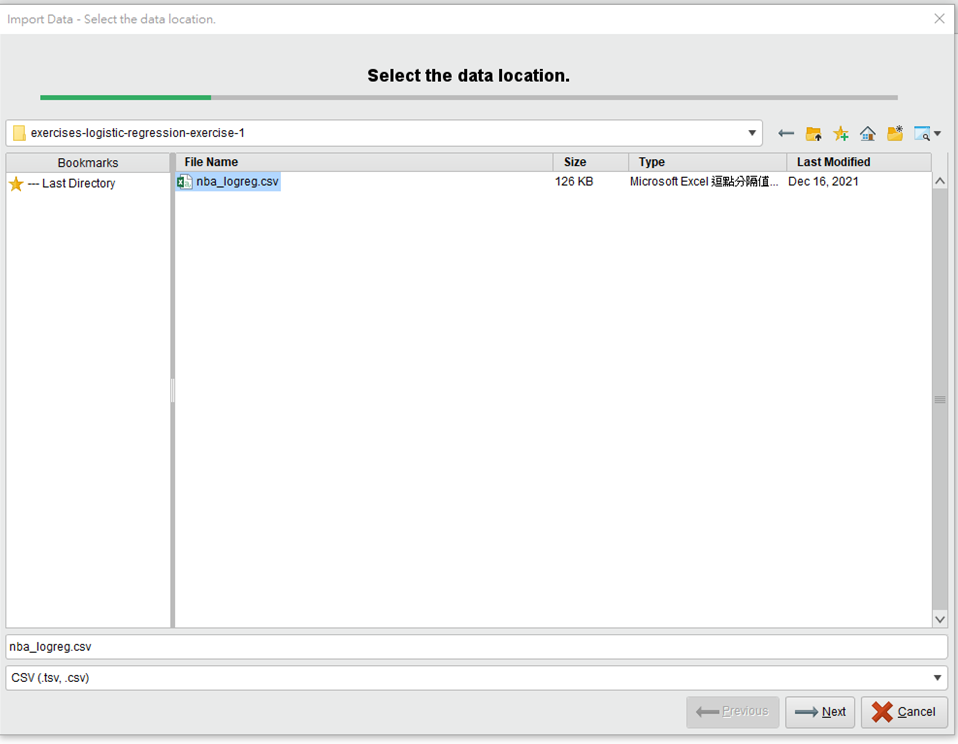 Import Data - Select the data location.
Select the data location.
exercises-logistic-regression-exercise-1
Bookmarks
File Name Size Type Last Modified
--- Last Directory
nba_logreg.csv 126 KB Microsoft Excel 逗點分隔值... Dec 16, 2021
nba_logreg.csv
CSV (.tsv, .csv)
Previous Next Cancel